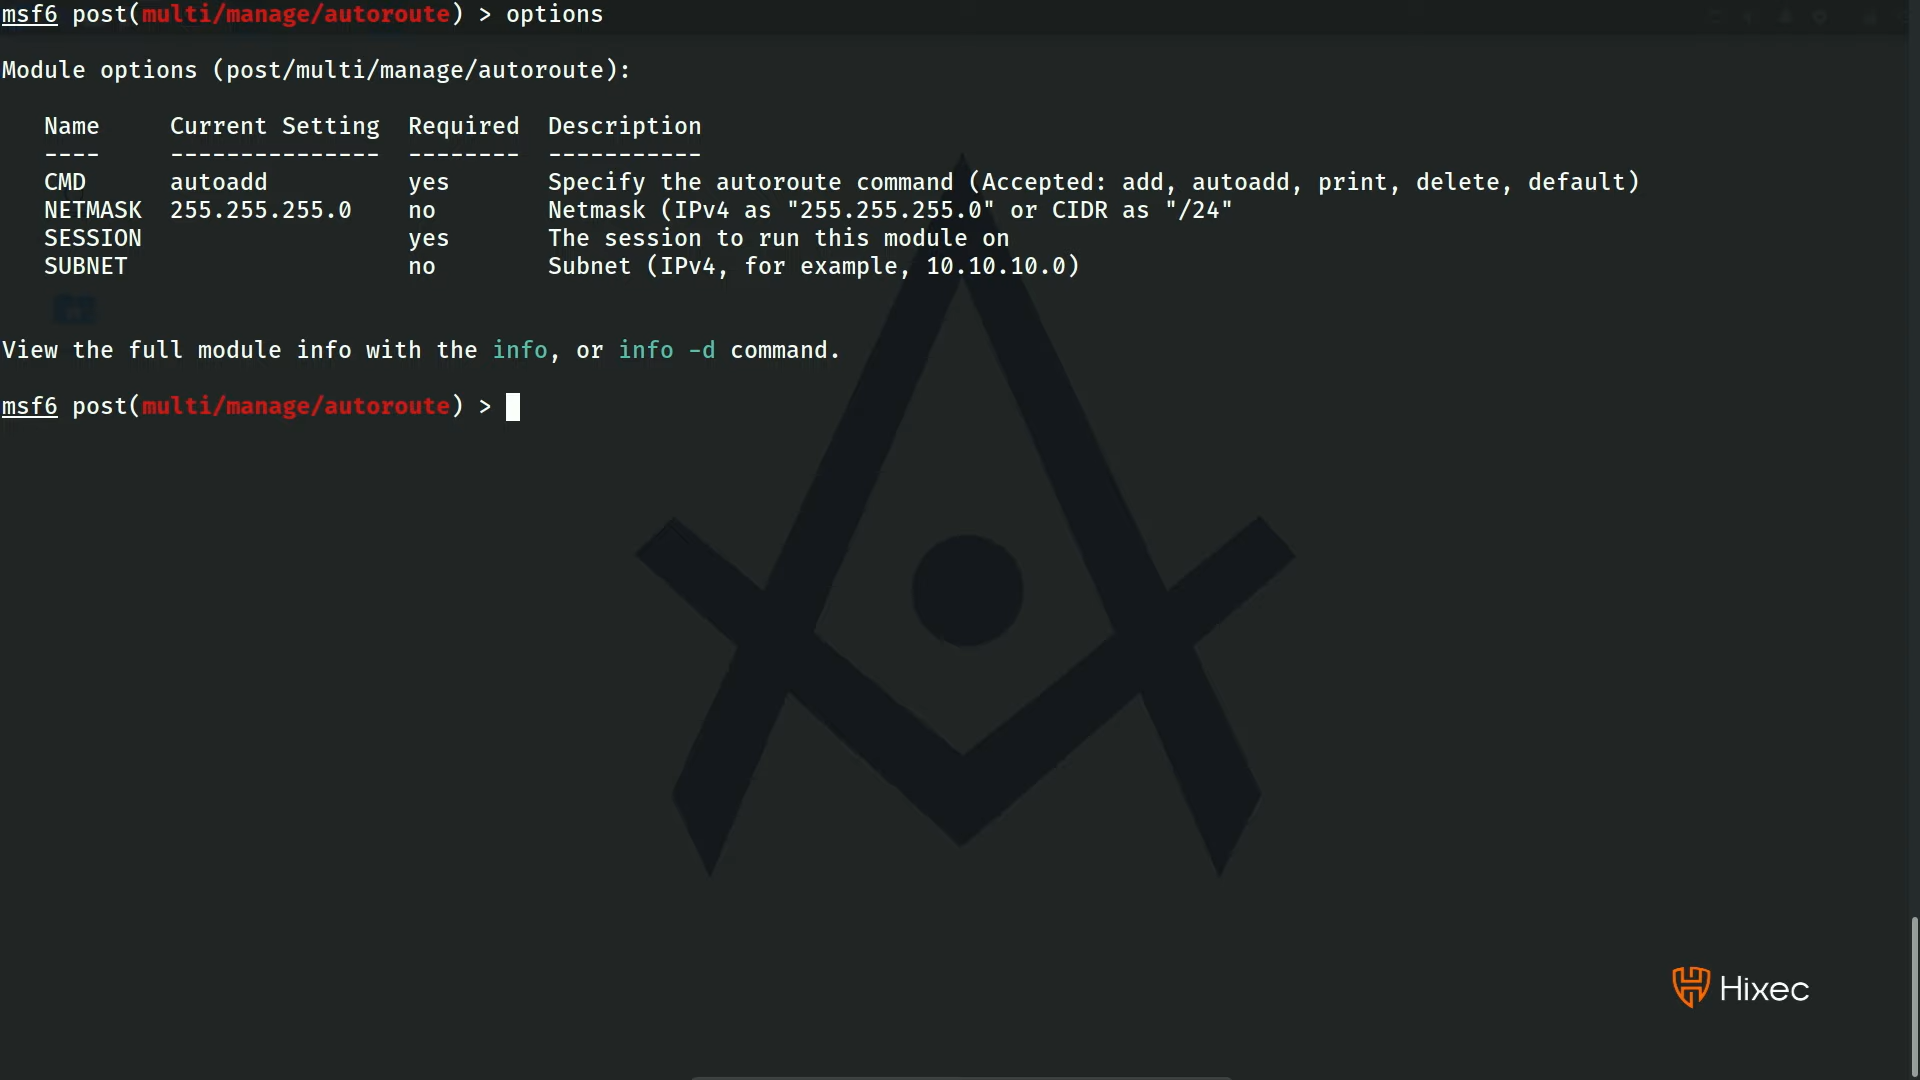 msf6 post(multi/manage/autoroute) > options
Module options (post/multi/manage/autoroute):
Name Current Setting Required Description
---- --------------- -------- -----------
CMD autoadd yes Specify the autoroute command (Accepted: add, autoadd, print, delete, default)
NETMASK 255.255.255.0 no Netmask (IPv4 as "255.255.255.0" or CIDR as "/24"
SESSION yes The session to run this module on
SUBNET no Subnet (IPv4, for example, 10.10.10.0)
View the full module info with the info, or info -d command.
msf6 post(multi/manage/autoroute) >
Hixec